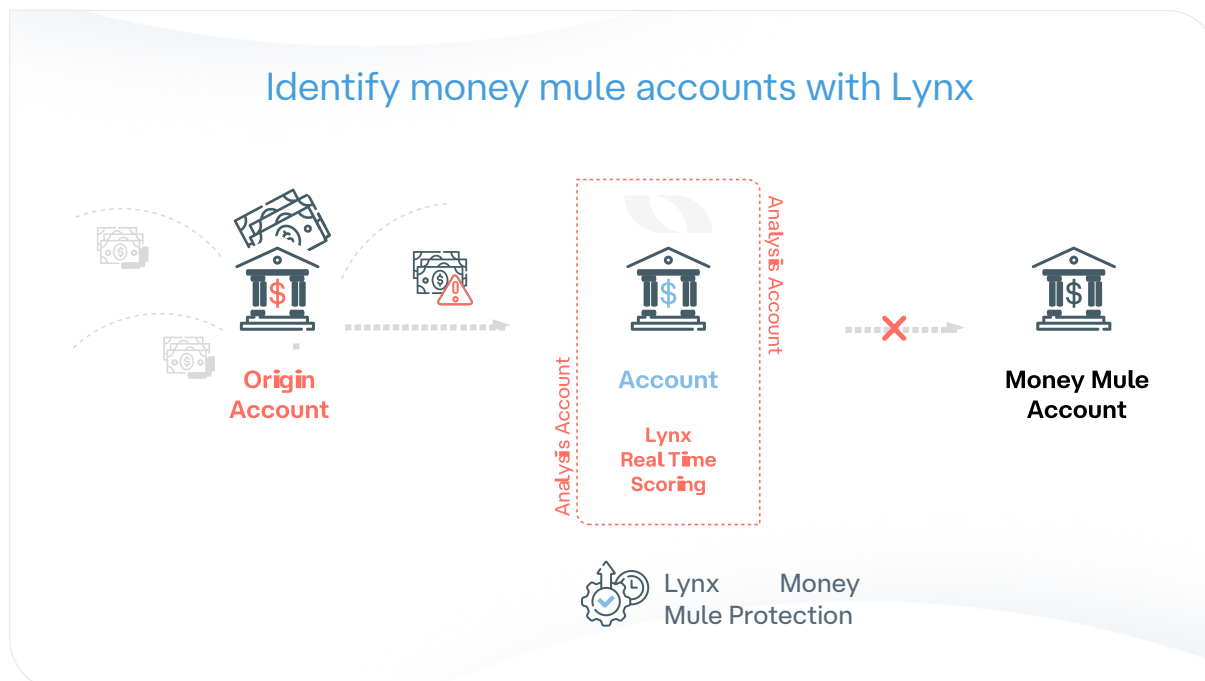 Identify money mule accounts with Lynx
Origin
Account
Analysis Account
Account
Lynx
Real Time
Scoring
Analysis Account
Money Mule
Account
Lynx Money
Mule Protection